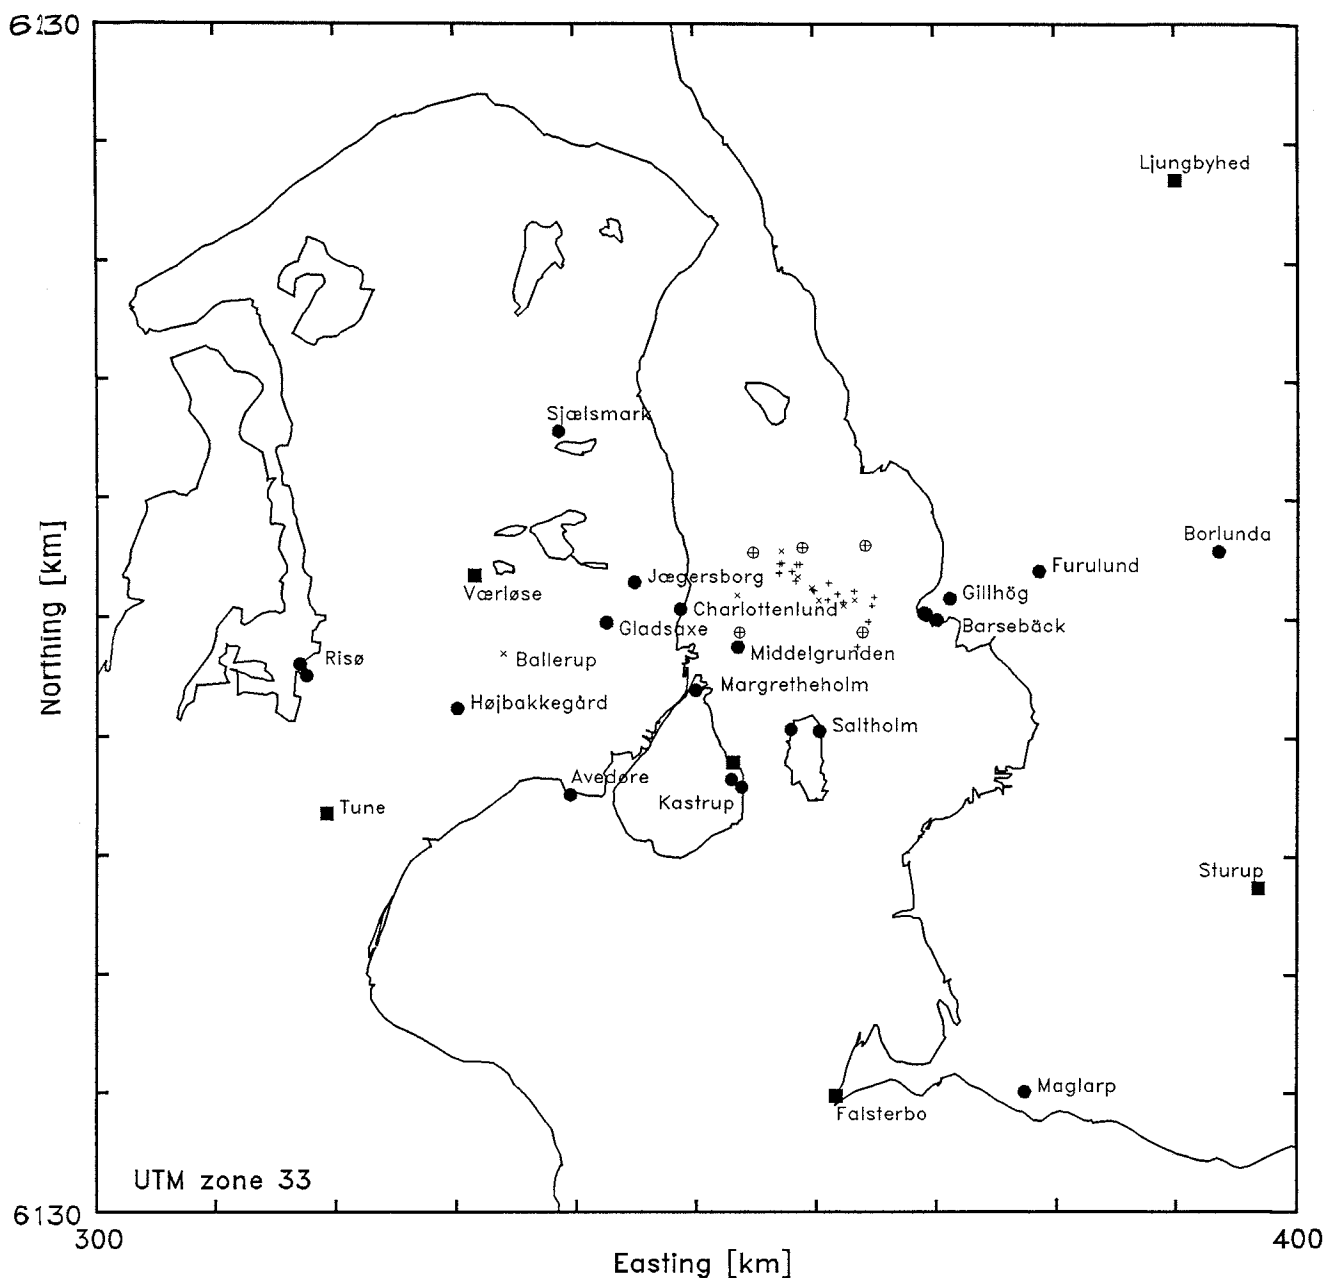 6130
Ljungbyhed
Sjælsmark
Borlunda
Furulund
Værløse
Jægersborg
Gillhög
Charlottenlund
Gladsaxe
Barsebäck
Ballerup
Middelgrunden
Risø
Margretheholm
Højbakkegård
Saltholm
Avedøre
Kastrup
Tune
Sturup
Maglarp
Falsterbo
UTM zone 33
Northing [km]
6130
300
400
Easting [km]